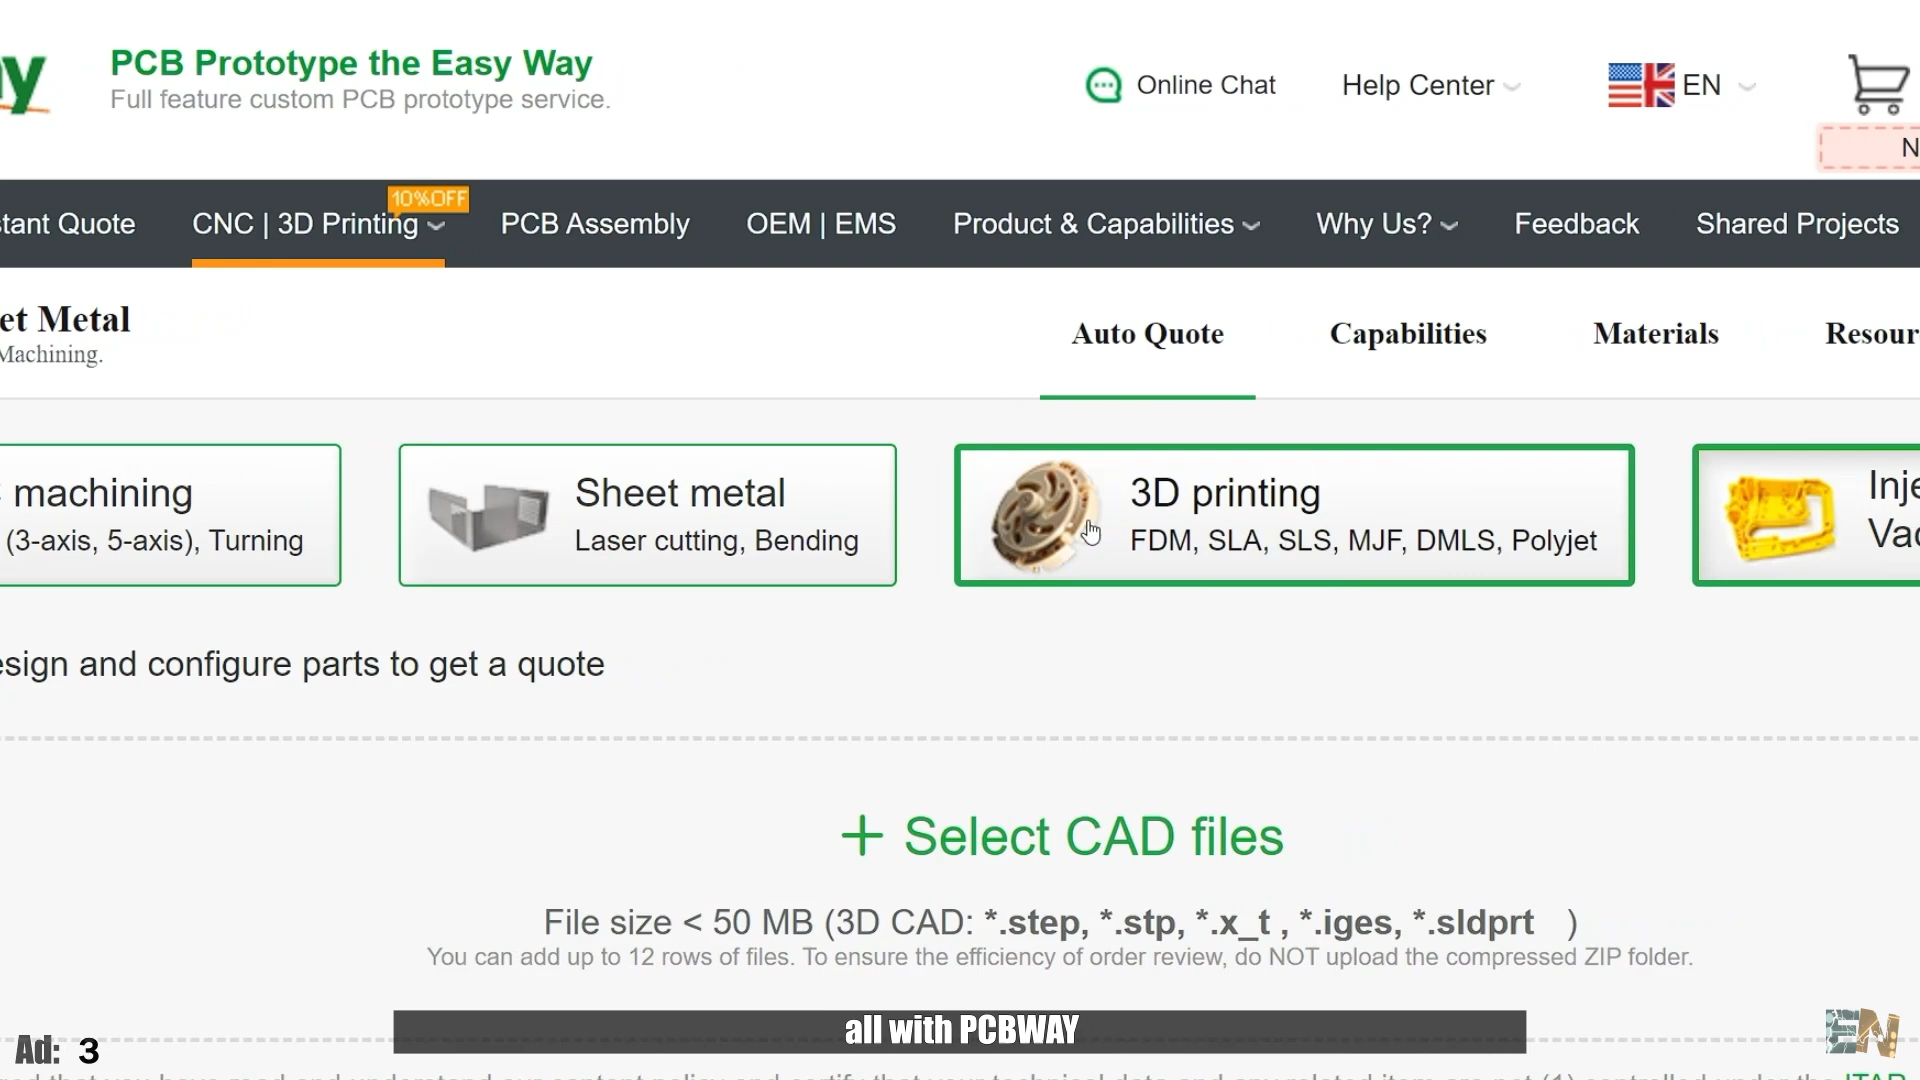 y
PCB Prototype the Easy Way
Full feature custom PCB prototype service.
Online Chat
Help Center
EN
N
10%OFF
stant Quote
CNC | 3D Printing
PCB Assembly
OEM | EMS
Product & Capabilities
Why Us?
Feedback
Shared Projects
et Metal
Machining.
Auto Quote
Capabilities
Materials
Resour
machining
(3-axis, 5-axis), Turning
Sheet metal
Laser cutting, Bending
3D printing
FDM, SLA, SLS, MJF, DMLS, Polyjet
Inje
Vac
esign and configure parts to get a quote
+ Select CAD files
File size < 50 MB (3D CAD: *.step, *.stp, *.x_t , *.iges, *.sldprt )
You can add up to 12 rows of files. To ensure the efficiency of order review, do NOT upload the compressed ZIP folder.
all with PCBWAY
Ad: 3
EN